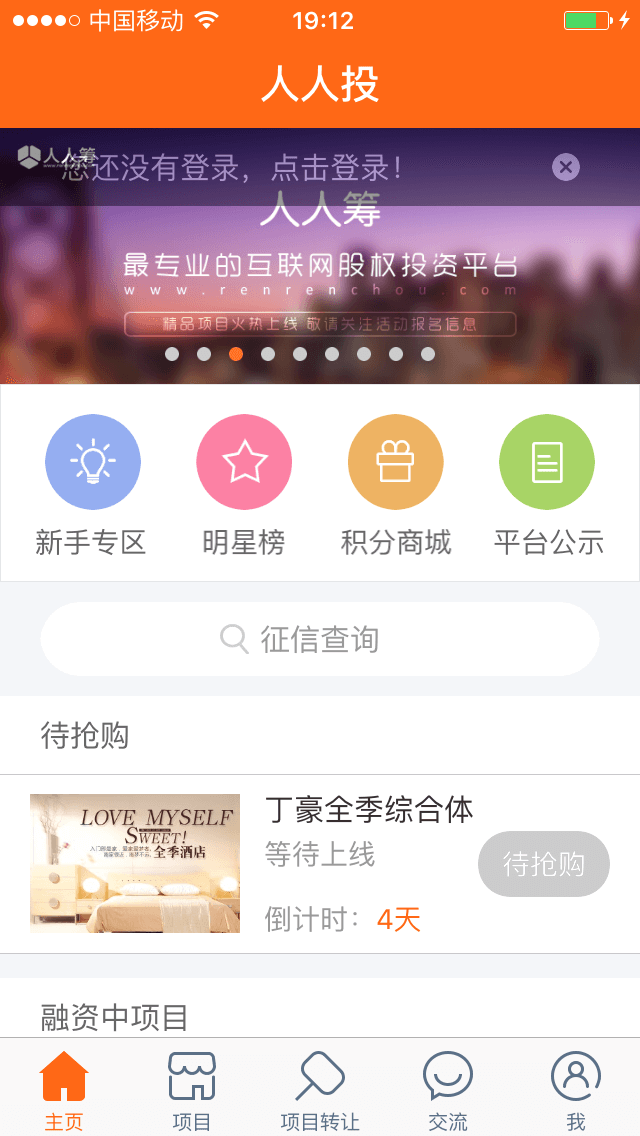 中国移动
19:12
人人投
人人筹
您还没有登录，点击登录！
人人筹
最专业的互联网股权投资平台
www.renrenchou.com
精品项目火热上线 敬请关注活动报名信息
新手专区
明星榜
积分商城
平台公示
征信查询
待抢购
LOVE MYSELF
SWEET!
全季酒店
丁豪全季综合体
等待上线
待抢购
倒计时：4天
融资中项目
主页
项目
项目转让
交流
我